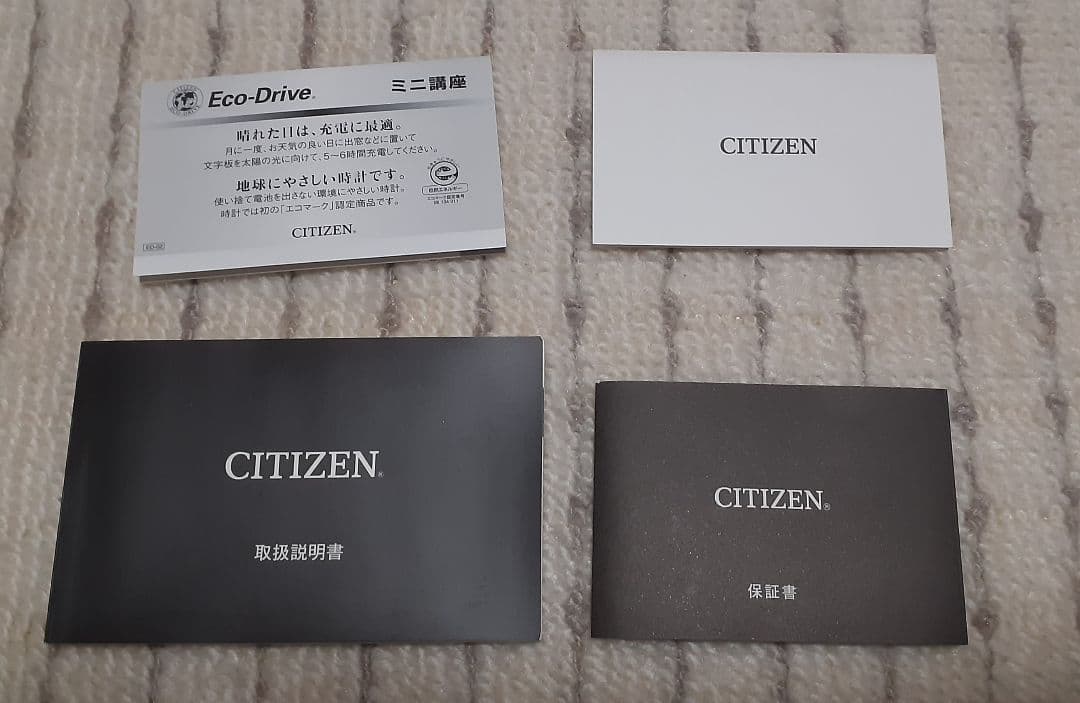 Eco-Drive®
ミニ講座
晴れた日は、充電に最適。
月に一度、お天気の良い日に出窓などに置いて
文字板を太陽の光に向けて、5〜6時間充電してください。
地球にやさしい時計です。
使い捨て電池を出さない環境にやさしい時計。
時計では初の「エコマーク」認定商品です。
CITIZEN®
ED-02
CITIZEN
CITIZEN®
取扱説明書
CITIZEN®
保証書